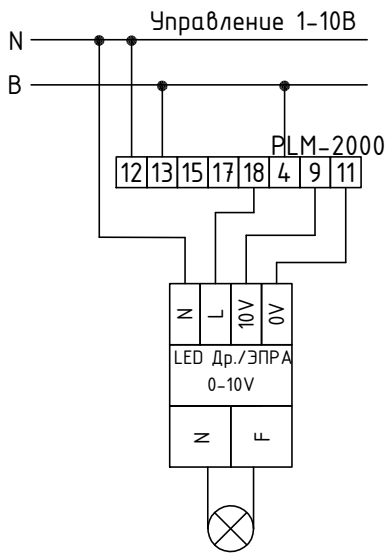 Управление 1-10В
N
B
PLM-2000
12 13 15 17 18 4 9 11
N L 10V 0V
LED Др./ЭПРА
0-10V
N F